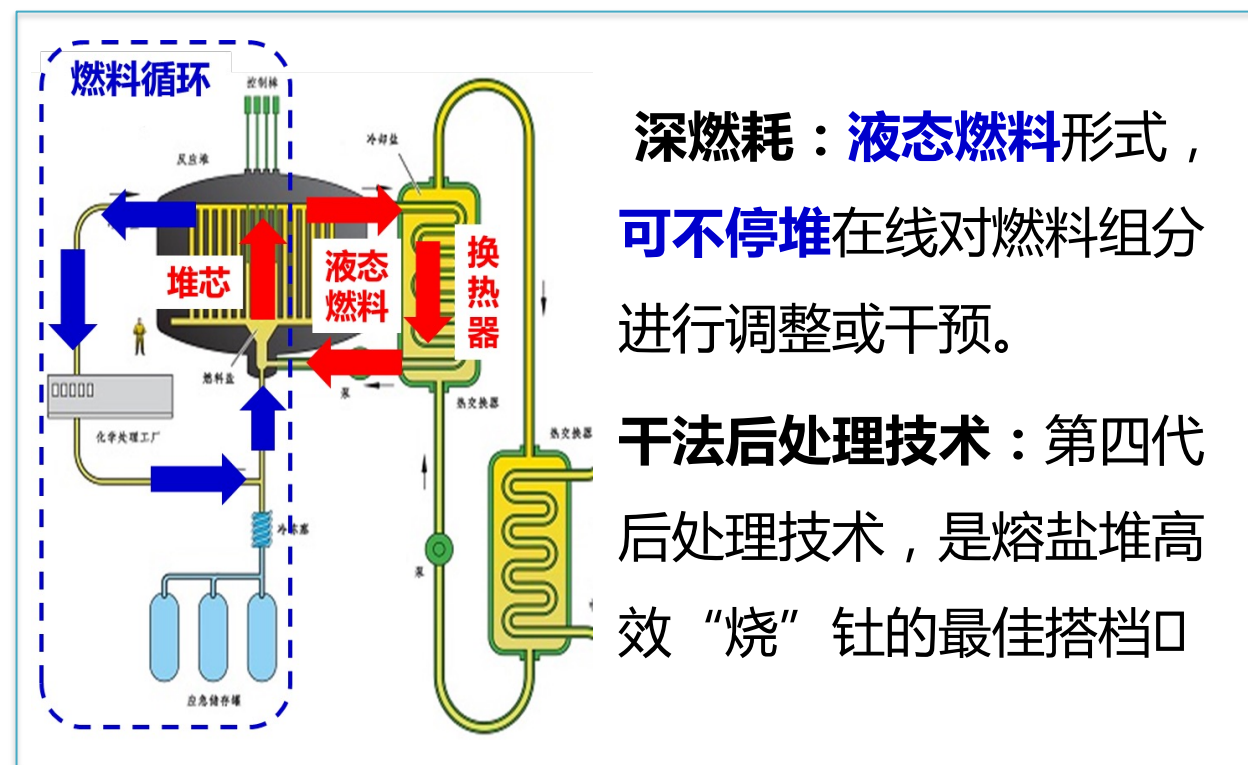 燃料循环
控制棒
冷却盐
反应堆
堆芯
液态
燃料
换
热
器
燃料盐
泵
热交换器
化学处理工厂
热交换器
冷冻塞
泵
应急储存罐
深燃耗：液态燃料形式，
可不停堆在线对燃料组分
进行调整或干预。
干法后处理技术：第四代
后处理技术，是熔盐堆高
效“烧”钍的最佳搭档